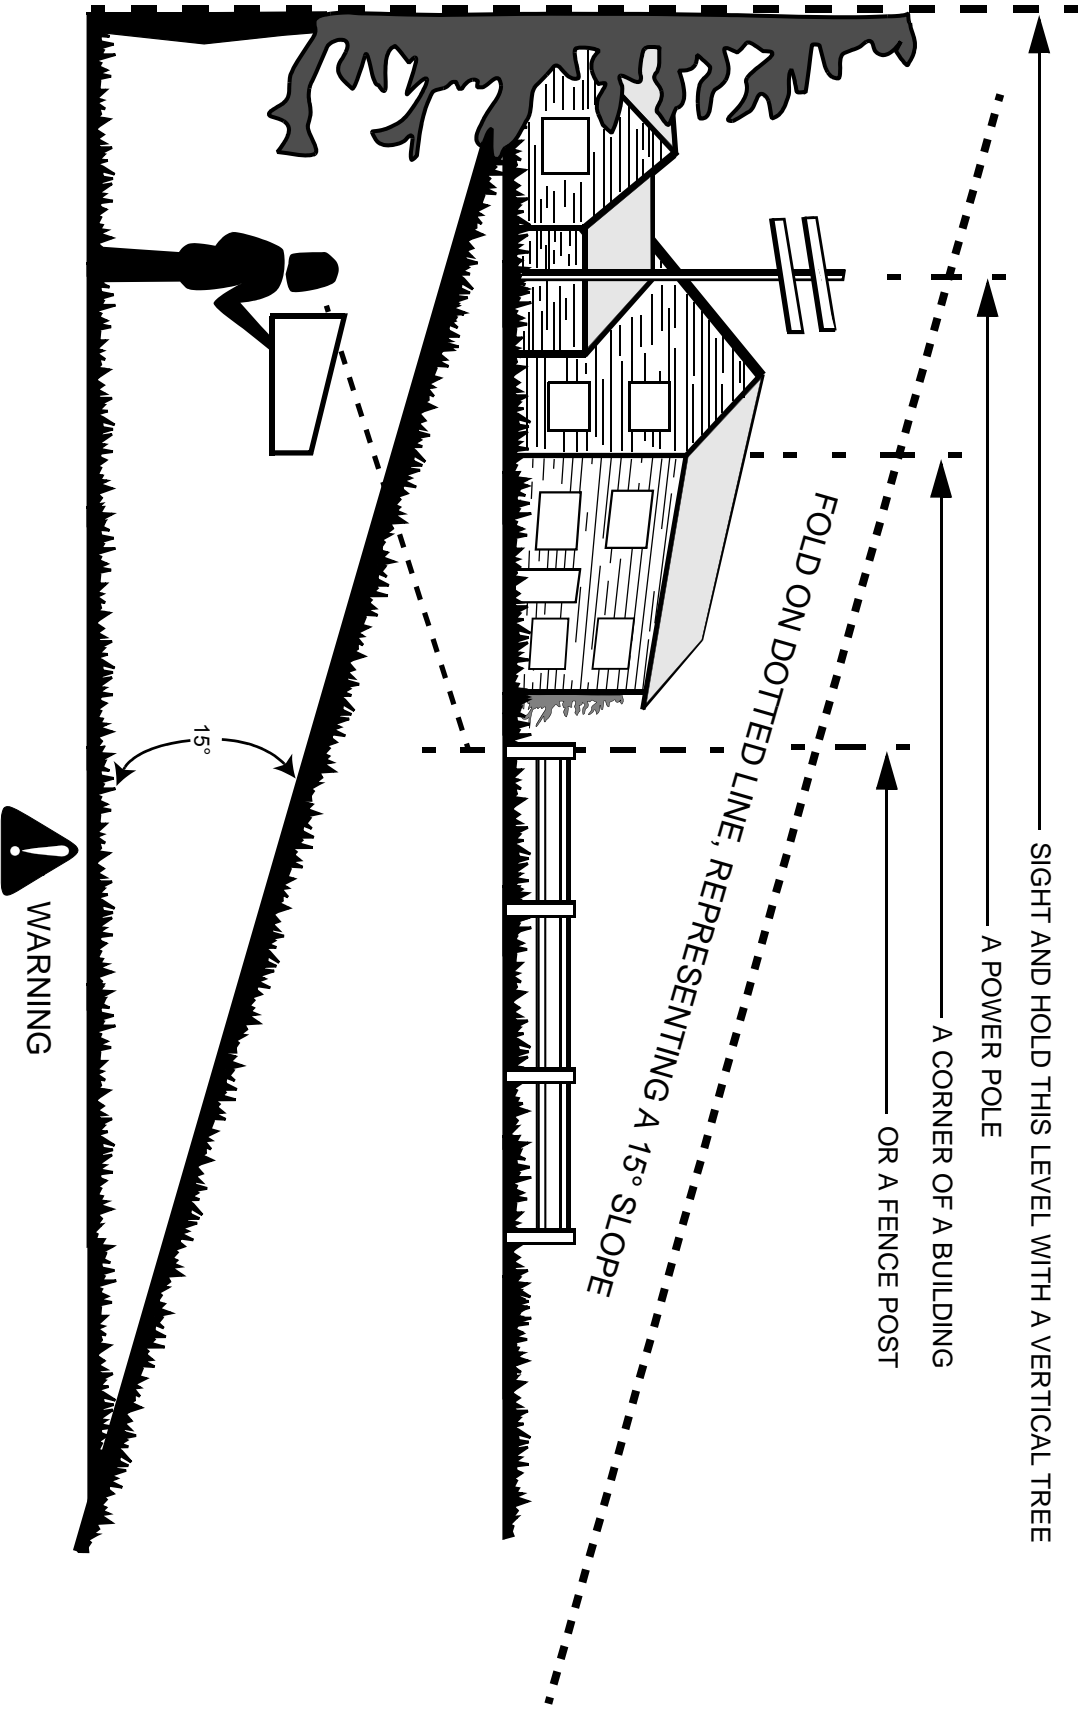 SIGHT AND HOLD THIS LEVEL WITH A VERTICAL TREE
A POWER POLE
A CORNER OF A BUILDING
OR A FENCE POST
FOLD ON DOTTED LINE, REPRESENTING A 15° SLOPE
15°
WARNING